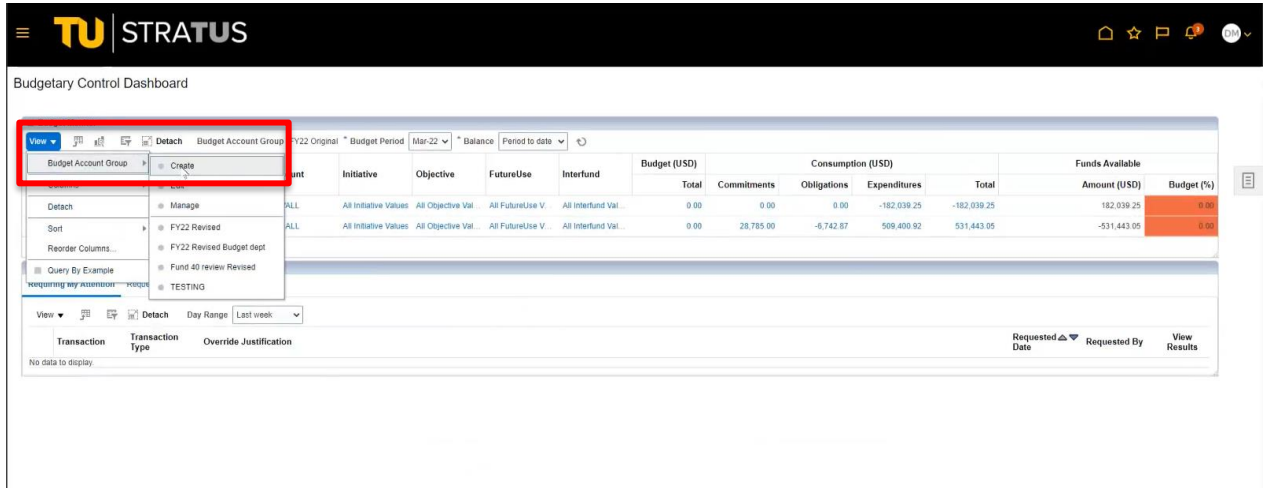 TU STRATUS
3
DM
Budgetary Control Dashboard
View Detach Budget Account Group FY22 Original * Budget Period Mar-22 * Balance Period to date
Budget Account Group
Create
Manage
FY22 Revised
FY22 Revised Budget dept
Fund 40 review Revised
TESTING
Detach
Sort
Reorder Columns...
Query By Example
Initiative Objective FutureUse Interfund Budget (USD) Consumption (USD) Funds Available
Total Commitments Obligations Expenditures Total Amount (USD) Budget (%)
ALL All Initiative Values All Objective Val... All FutureUse V... All Interfund Val... 0.00 0.00 0.00 -182,039.25 -182,039.25 182,039.25 0.00
ALL All Initiative Values All Objective Val... All FutureUse V... All Interfund Val... 0.00 28,785.00 -6,742.87 509,400.92 531,443.05 -531,443.05 0.00
Requiring My Attention
View Detach Day Range Last week
Transaction Transaction Type Override Justification Requested Date Requested By View Results
No data to display.